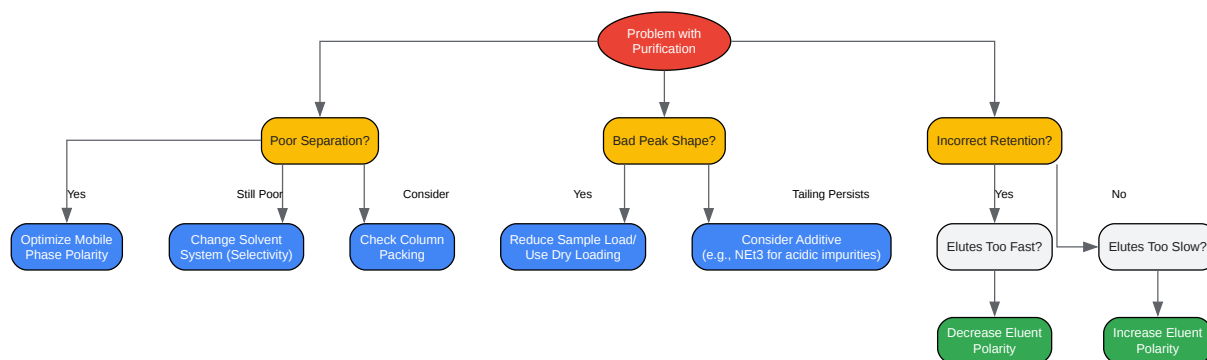 Problem with
Purification
Poor Separation?
Bad Peak Shape?
Incorrect Retention?
Yes
Still Poor
Consider
Yes
Tailing Persists
Yes
No
Optimize Mobile
Phase Polarity
Change Solvent
System (Selectivity)
Check Column
Packing
Reduce Sample Load/
Use Dry Loading
Consider Additive
(e.g., NEt3 for acidic impurities)
Elutes Too Fast?
Elutes Too Slow?
Decrease Eluent
Polarity
Increase Eluent
Polarity